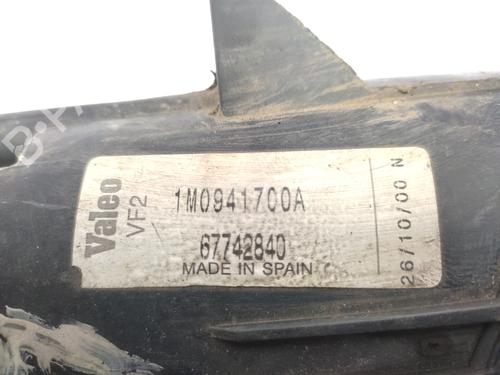 Valeo
VF2
1M0941700A
67742840
MADE IN SPAIN
26/10/00 N